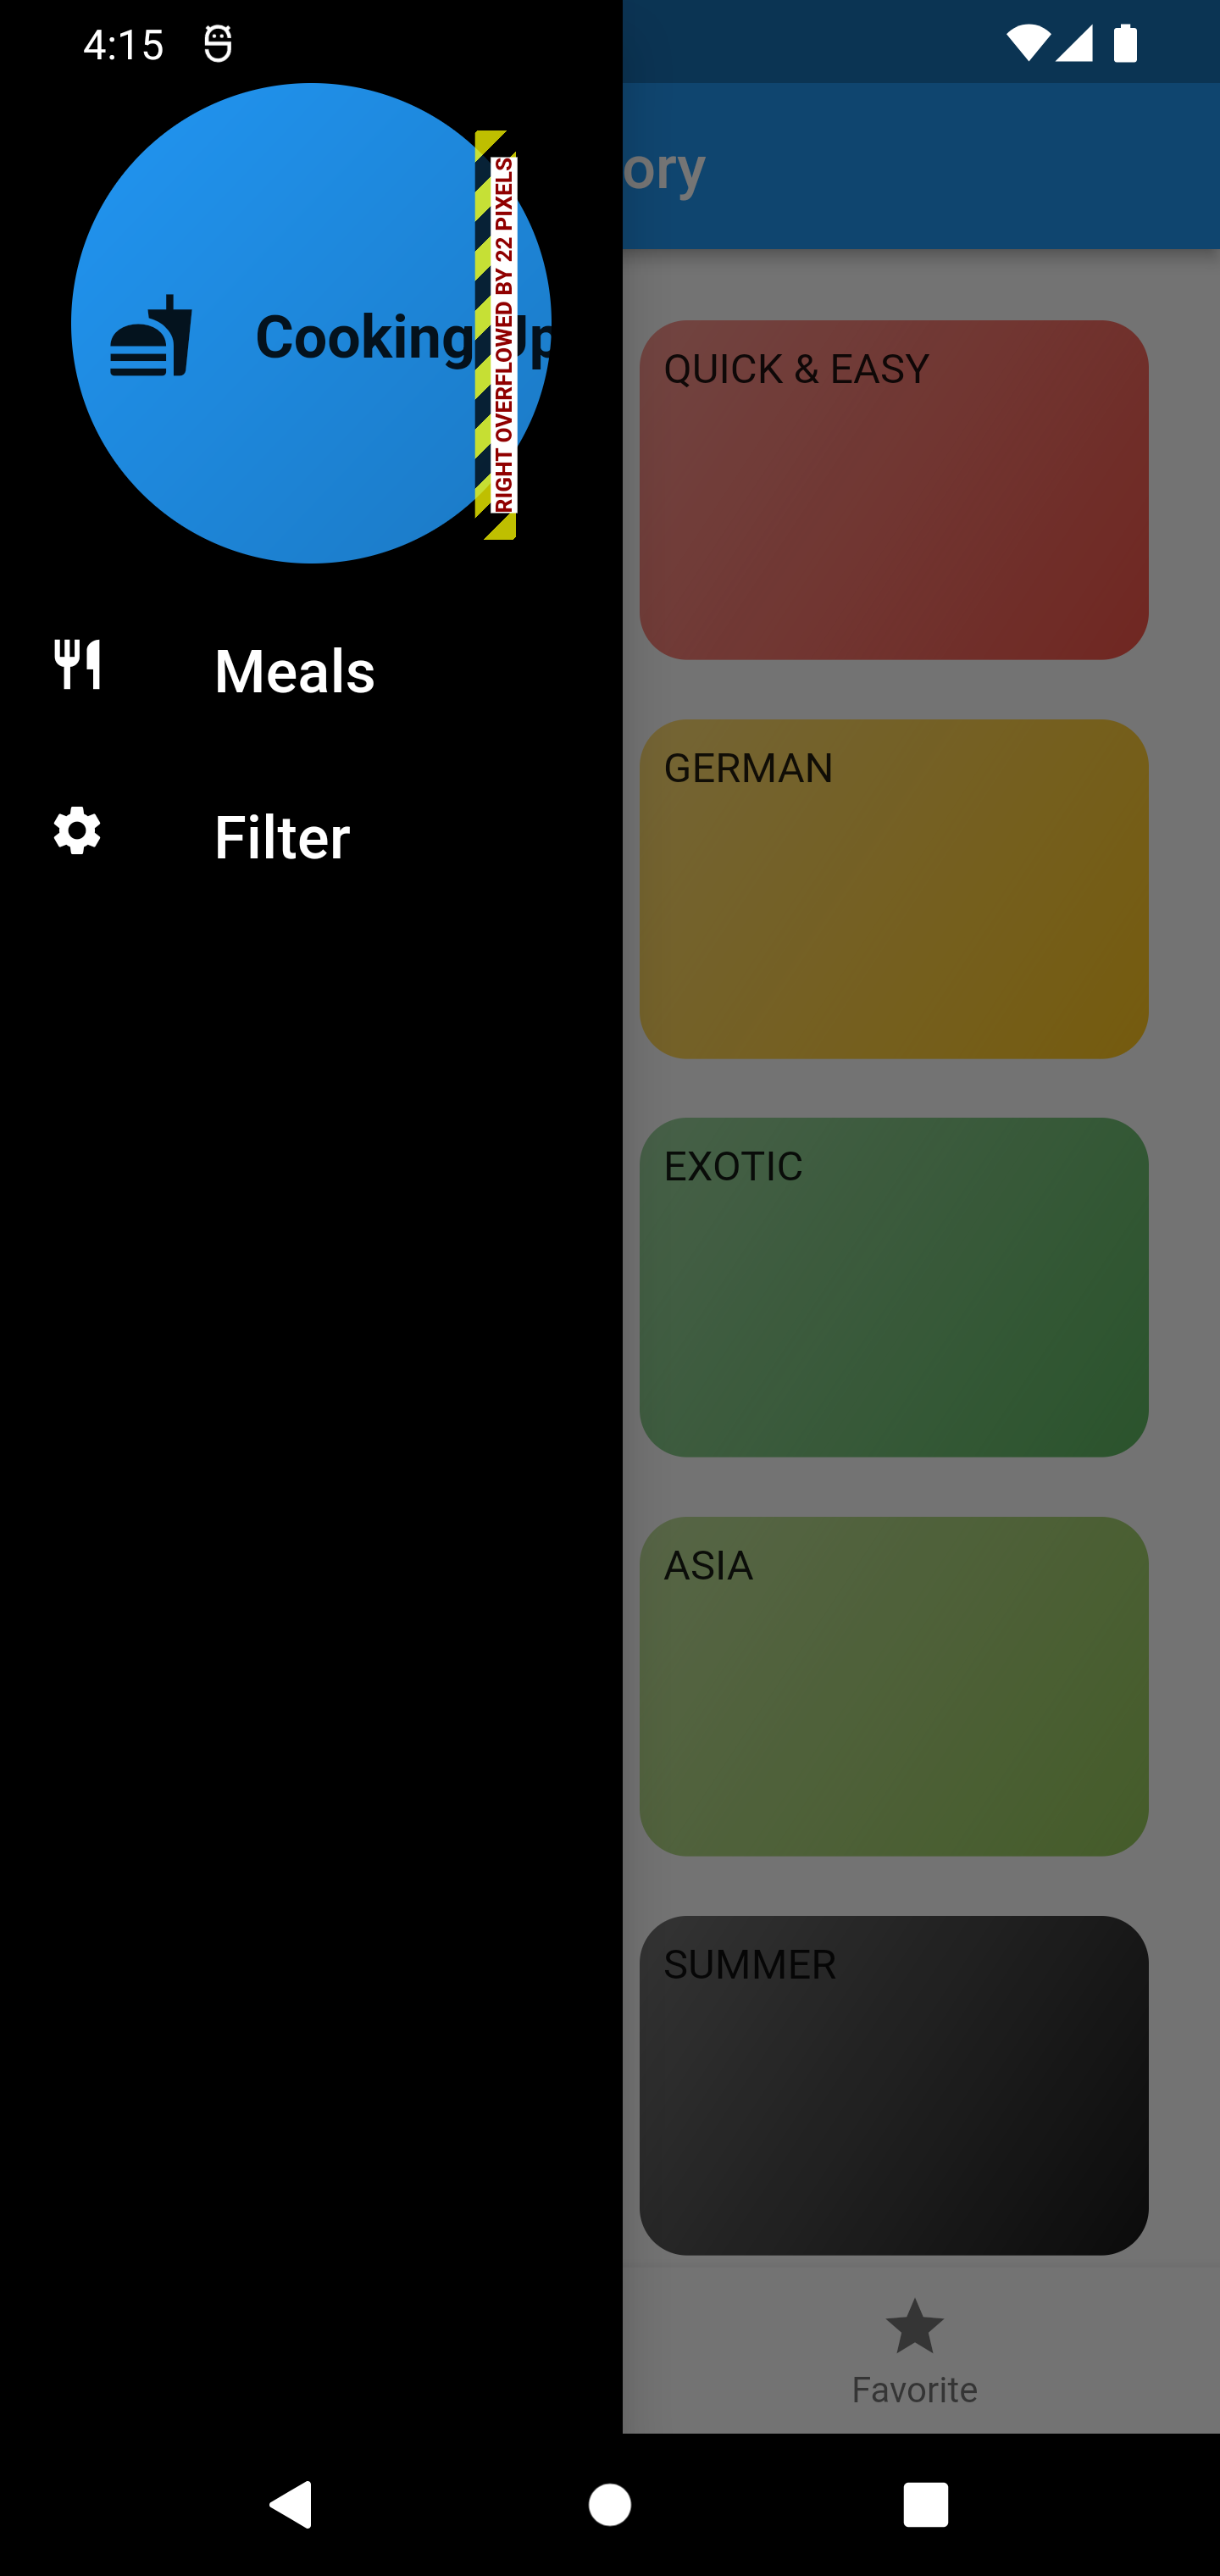 4:15
ory
RIGHT OVERFLOWED BY 22 PIXELS
Cooking Up
QUICK & EASY
Meals
GERMAN
Filter
EXOTIC
ASIA
SUMMER
Favorite